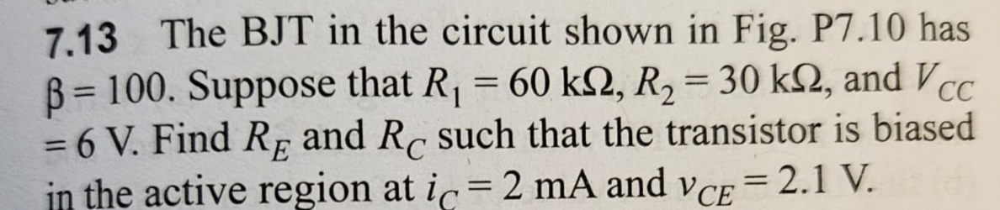 7.13 The BJT in the circuit shown in Fig. P7.10 has
β = 100. Suppose that R₁ = 60 kΩ, R₂ = 30 kΩ, and V_CC
= 6 V. Find R_E and R_C such that the transistor is biased
in the active region at i_C = 2 mA and v_CE = 2.1 V.